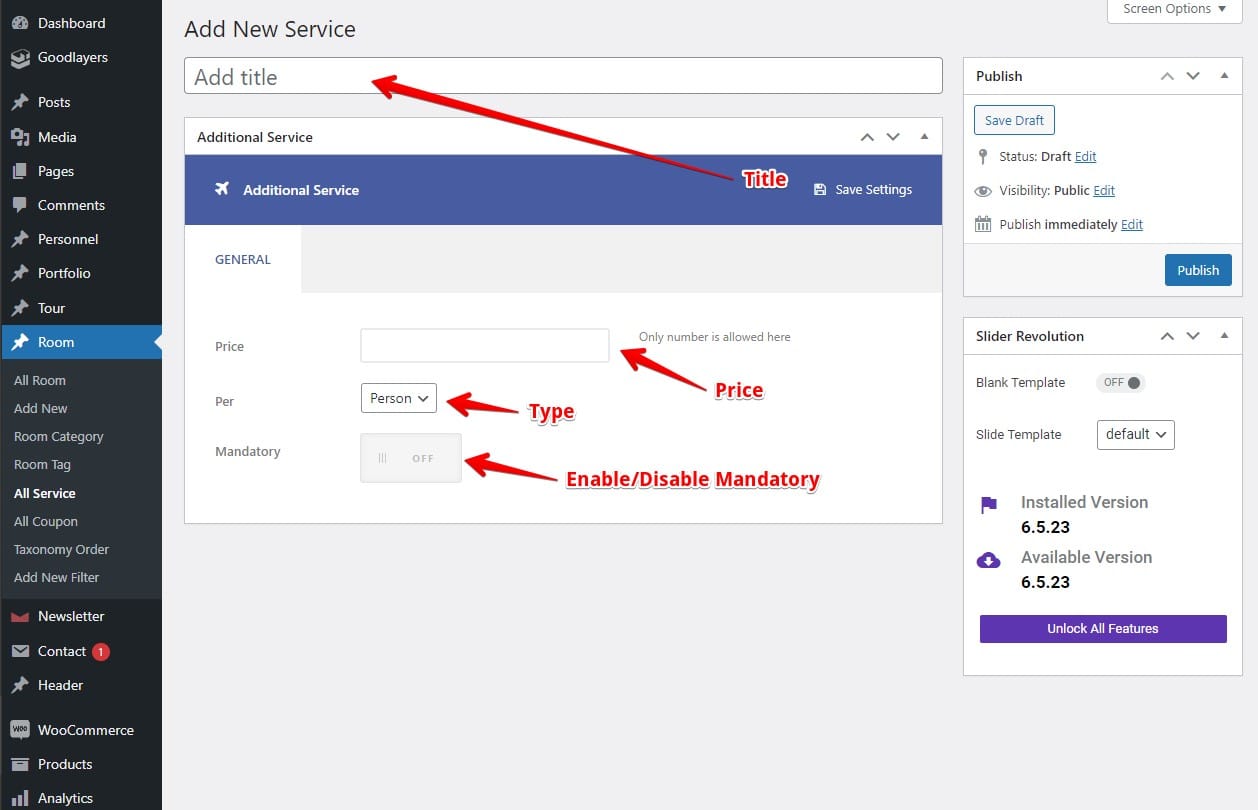 Dashboard
Goodlayers
Posts
Media
Pages
Comments
Personnel
Portfolio
Tour
Room
All Room
Add New
Room Category
Room Tag
All Service
All Coupon
Taxonomy Order
Add New Filter
Newsletter
Contact 1
Header
WooCommerce
Products
Analytics
Screen Options
Add New Service
Add title
Title
Additional Service
Additional Service
Save Settings
GENERAL
Price
Only number is allowed here
Price
Per
Person
Type
Mandatory
OFF
Enable/Disable Mandatory
Publish
Save Draft
Status: Draft Edit
Visibility: Public Edit
Publish immediately Edit
Publish
Slider Revolution
Blank Template
OFF
Slide Template
default
Installed Version
6.5.23
Available Version
6.5.23
Unlock All Features